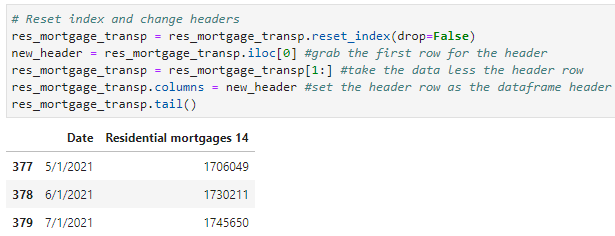 # Reset index and change headers
res_mortgage_transp = res_mortgage_transp.reset_index(drop=False)
new_header = res_mortgage_transp.iloc[0] #grab the first row for the header
res_mortgage_transp = res_mortgage_transp[1:] #take the data less the header row
res_mortgage_transp.columns = new_header #set the header row as the dataframe header
res_mortgage_transp.tail()
Date Residential mortgages 14
377 5/1/2021 1706049
378 6/1/2021 1730211
379 7/1/2021 1745650